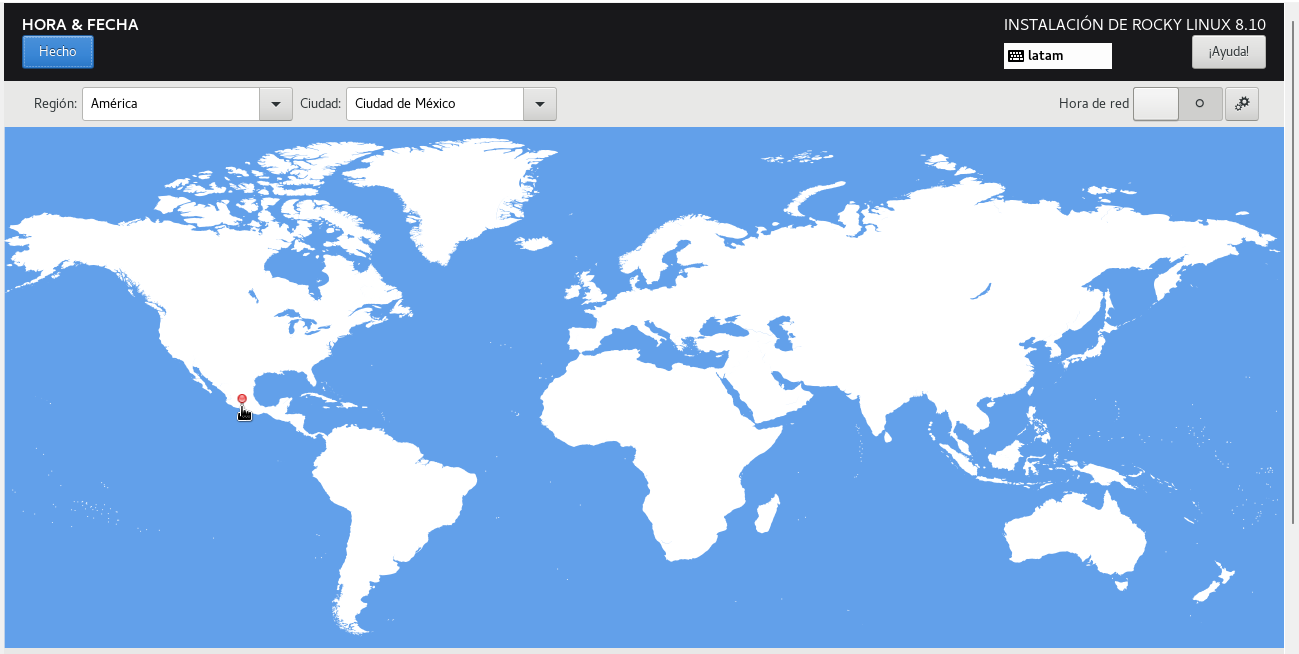 HORA & FECHA
INSTALACIÓN DE ROCKY LINUX 8.10
Hecho
latam
¡Ayuda!
Región: América Ciudad: Ciudad de México Hora de red